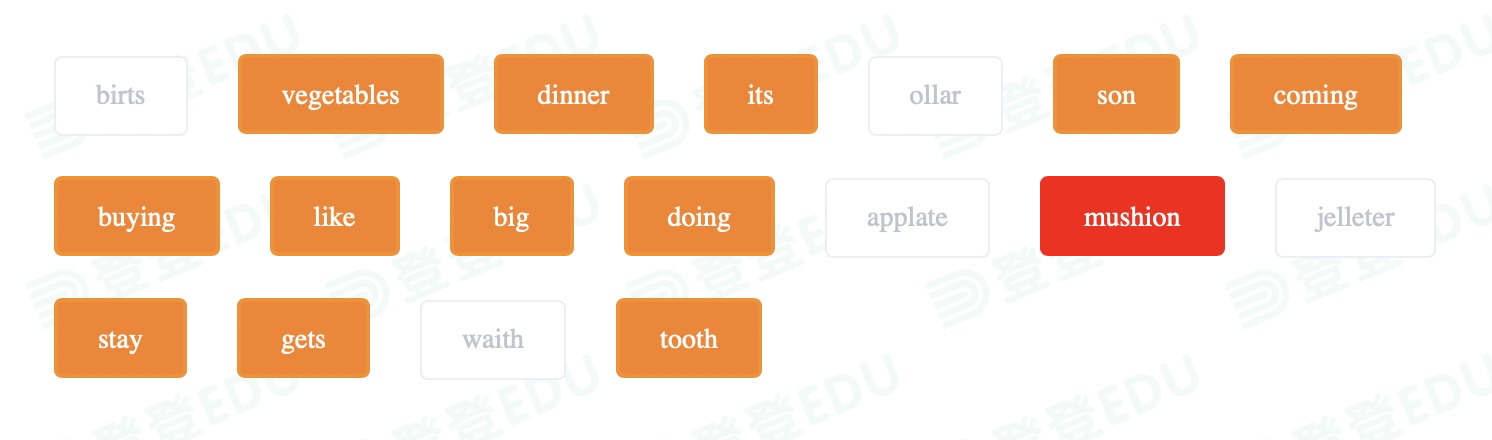 birts vegetables dinner its ollar son coming
buying like big doing applate mushion jelleter
stay gets waith tooth
登登EDU